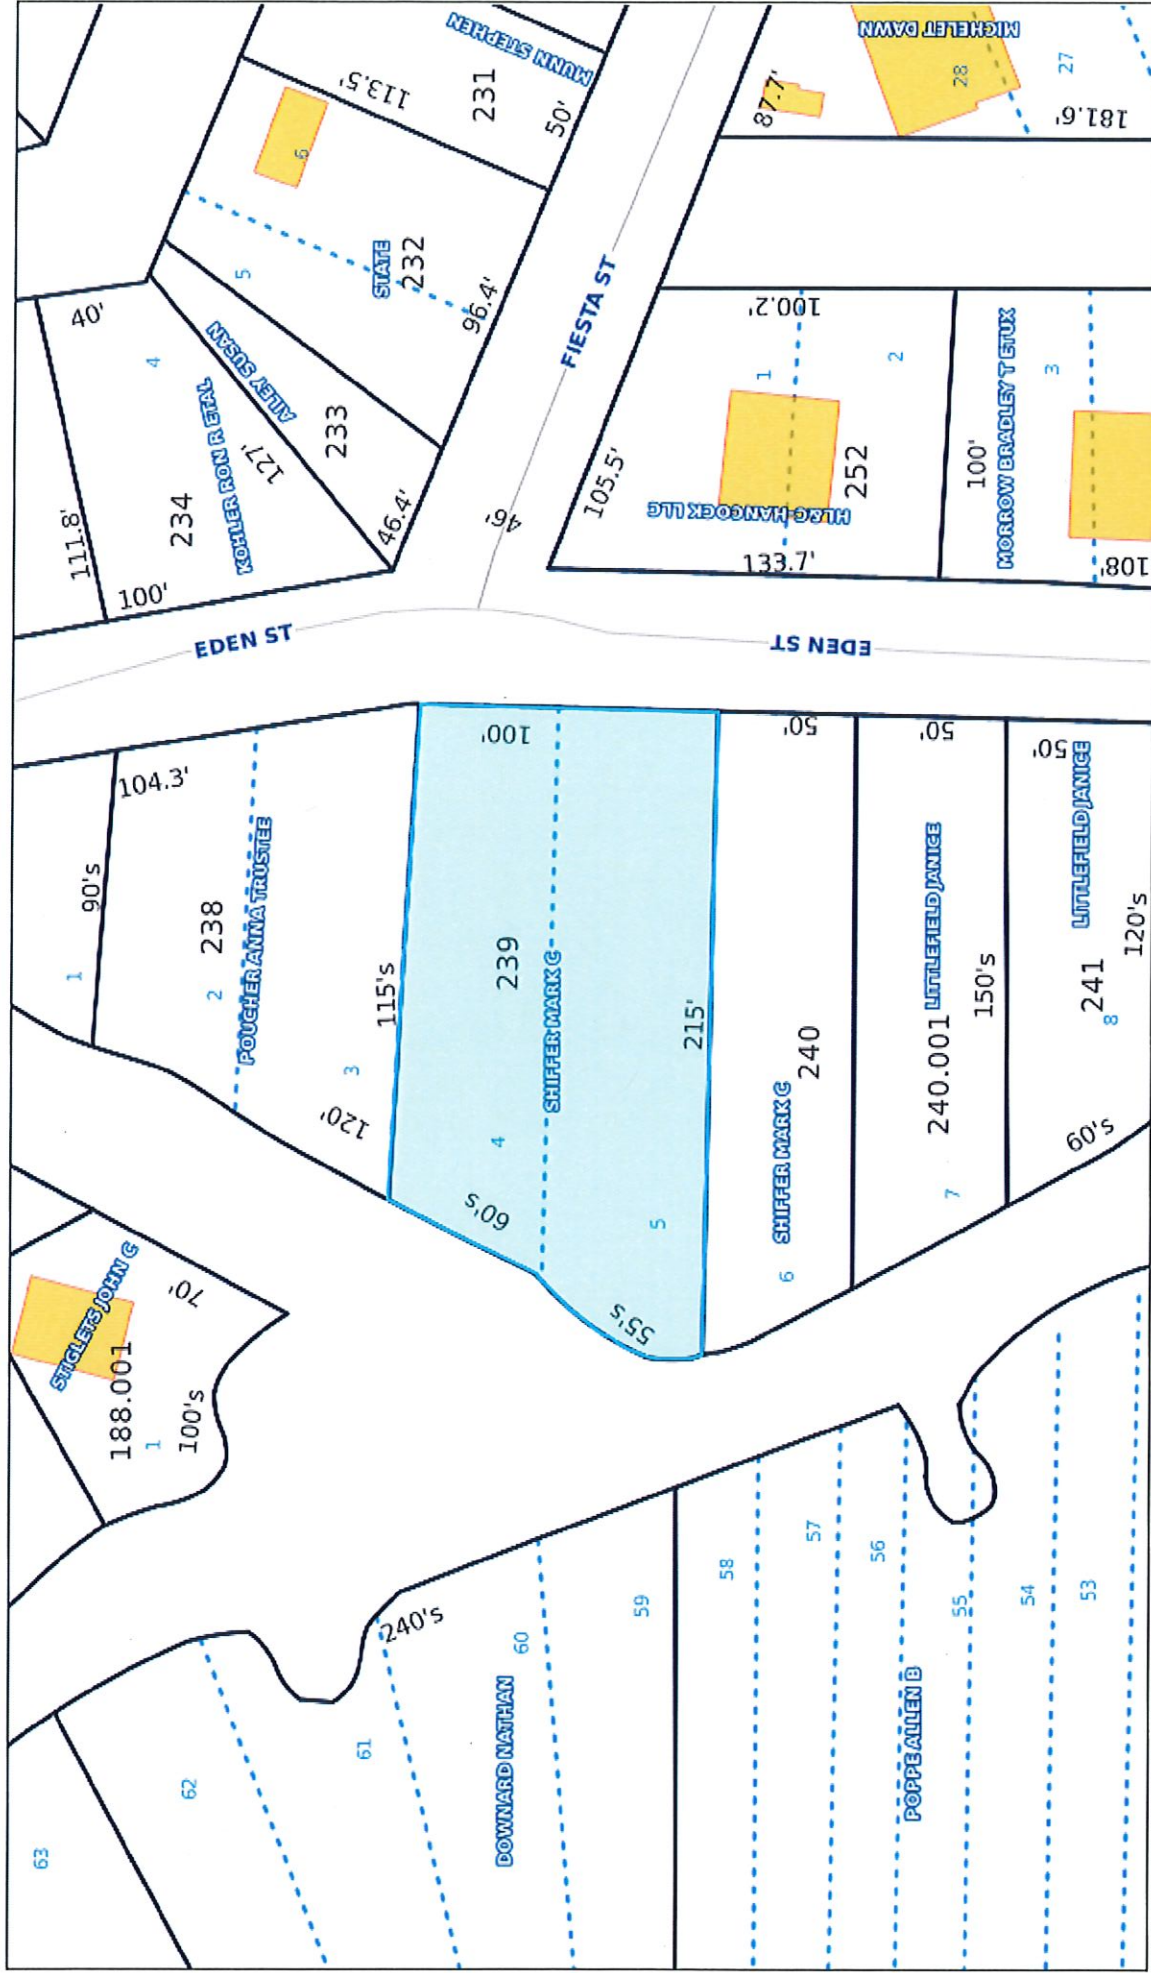 MUNN STEPHEN
231
113.5'
50'
6
STATE
232
96.4'
5
40'
4
AILEY SUSAN
233
127'
46.4'
KOHLER RON R ETAL
234
111.8'
100'
FIESTA ST
46'
EDEN ST
EDEN ST
MICHELET DAWN
28
27
87.7'
181.6'
100.2'
1
2
105.5'
252
HL&C HANCOCK LLC
133.7'
3
100'
MORROW BRADLEY T ETUX
108'
104.3'
90's
1
238
2
POUCHER ANNA TRUSTEE
3
115's
120'
100'
239
SHIFFER MARK C
4
60's
5
55's
215'
50'
240
SHIFFER MARK C
6
50'
LITTLEFIELD JANICE
240.001
150's
7
50'
LITTLEFIELD JANICE
241
8
120's
60's
STIGLETS JOHN C
188.001
1
70'
100's
63
62
61
240's
60
DOWNARD NATHAN
59
58
57
56
55
54
53
POPPE ALLEN B